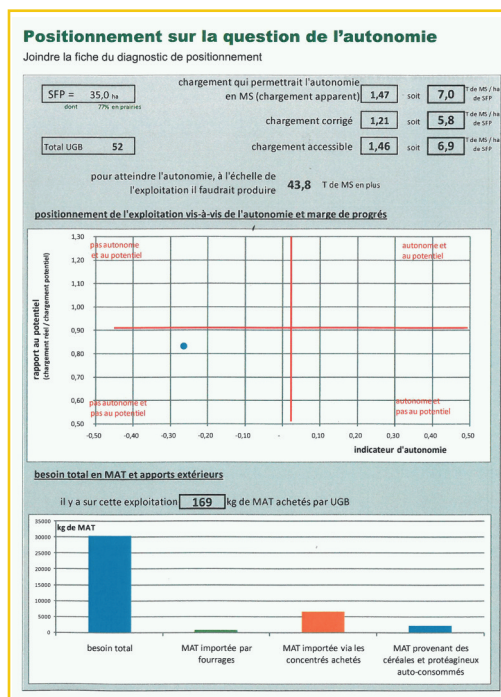 Positionnement sur la question de l'autonomie
Joindre la fiche du diagnostic de positionnement
SFP = 35,0 ha
dont 77% en prairies
Total UGB 52
chargement qui permettrait l'autonomie
en MS (chargement apparent) 1,47 soit 7,0 T de MS / ha
de SFP
chargement corrigé 1,21 soit 5,8 T de MS / ha
de SFP
chargement accessible 1,46 soit 6,9 T de MS / ha
de SFP
pour atteindre l'autonomie, à l'échelle de
l'exploitation il faudrait produire 43,8 T de MS en plus
positionnement de l'exploitation vis-à-vis de l'autonomie et marge de progrés
rapport au potentiel
(chargement réel / chargement potentiel)
1,30
1,20
1,10
1,00
0,90
0,80
0,70
0,60
0,50
pas autonome
et au potentiel
autonome et
au potentiel
pas autonome et
pas au potentiel
autonome et
pas au potentiel
-0,50 -0,40 -0,30 -0,20 -0,10 - 0,10 0,20 0,30 0,40 0,50
indicateur d'autonomie
besoin total en MAT et apports extérieurs
il y a sur cette exploitation 169 kg de MAT achetés par UGB
kg de MAT
35000
30000
25000
20000
15000
10000
5000
0
besoin total
MAT importée par
fourrages
MAT importée via les
concentrés achetés
MAT provenant des
céréales et protéagineux
auto-consommés